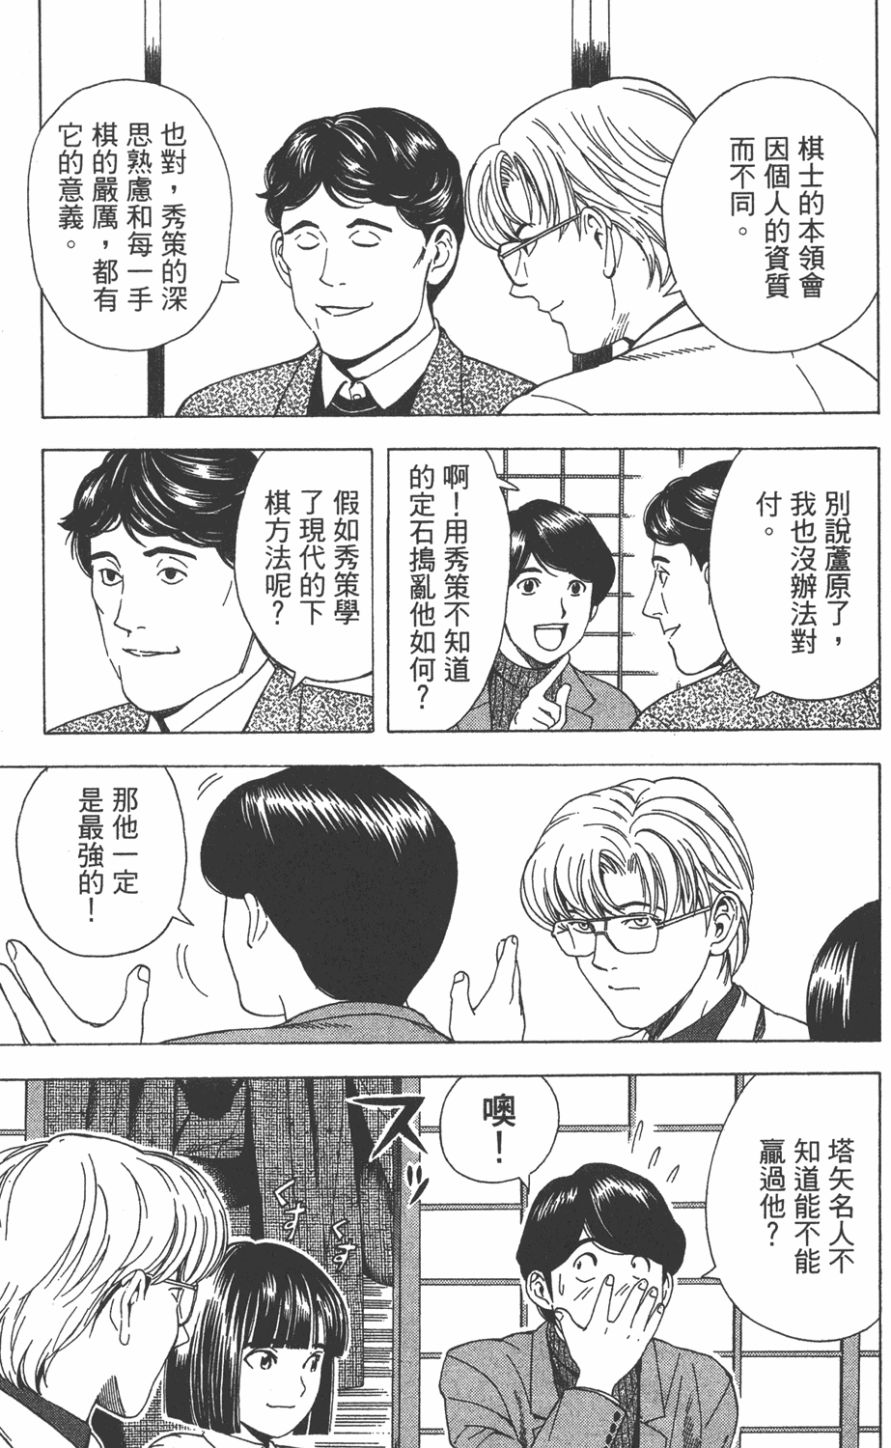 棋士的本領會
因個人的資質
而不同。
也對，秀策的深
思熟慮和每一手
棋的嚴厲，都有
它的意義。
別說蘆原了，
我也沒辦法對
付。
啊！用秀策不知道
的定石搗亂他如何？
假如秀策學
了現代的下
棋方法呢？
那他一定
是最強的！
塔矢名人不
知道能不能
贏過他？
噢！
スッ
くす
くす